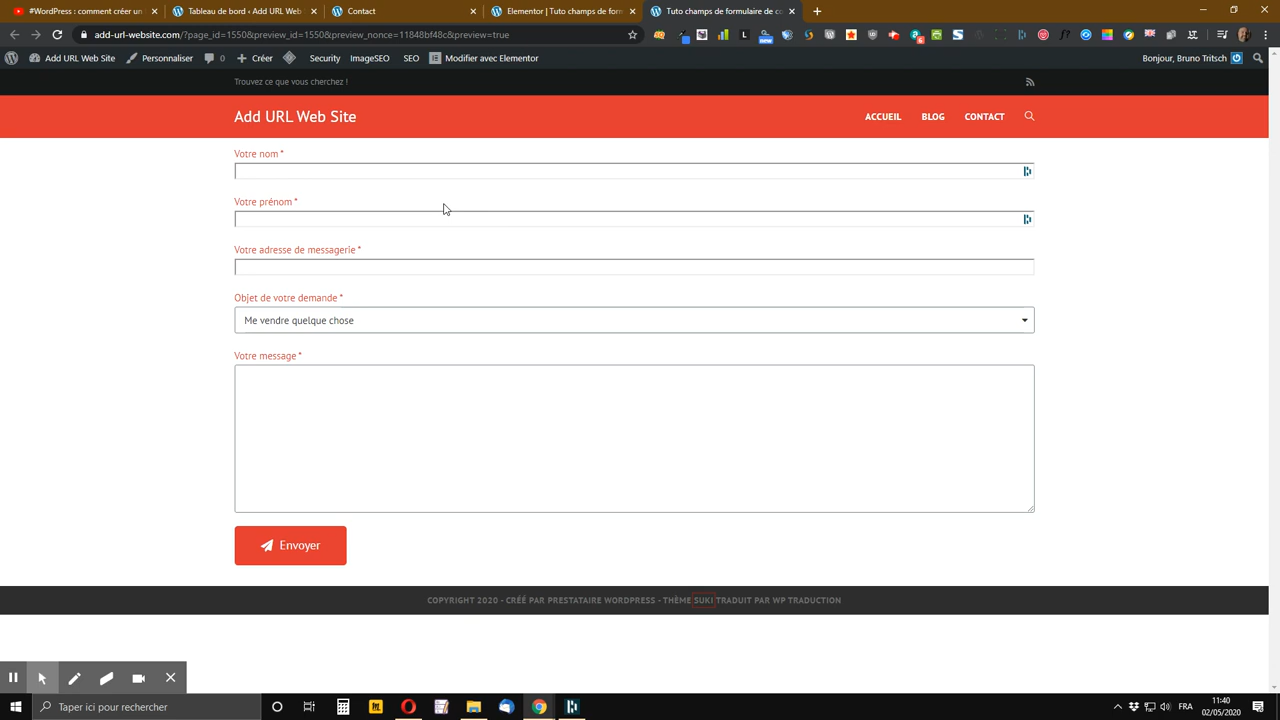 #WordPress : comment créer un
Tableau de bord ‹ Add URL Web S
Contact
Elementor | Tuto champs de form
Tuto champs de formulaire de co
add-url-website.com/?page_id=1550&preview_id=1550&preview_nonce=11848bf48c&preview=true
Add URL Web Site
Personnaliser
0
Créer
Security
ImageSEO
SEO
Modifier avec Elementor
Bonjour, Bruno Tritsch
Trouvez ce que vous cherchez !
Add URL Web Site
ACCUEIL
BLOG
CONTACT
Votre nom *
Votre prénom *
Votre adresse de messagerie *
Objet de votre demande *
Me vendre quelque chose
Votre message *
Envoyer
COPYRIGHT 2020 - CRÉÉ PAR PRESTATAIRE WORDPRESS - THÈME SUKI TRADUIT PAR WP TRADUCTION
Taper ici pour rechercher
FRA
11:40
02/05/2020